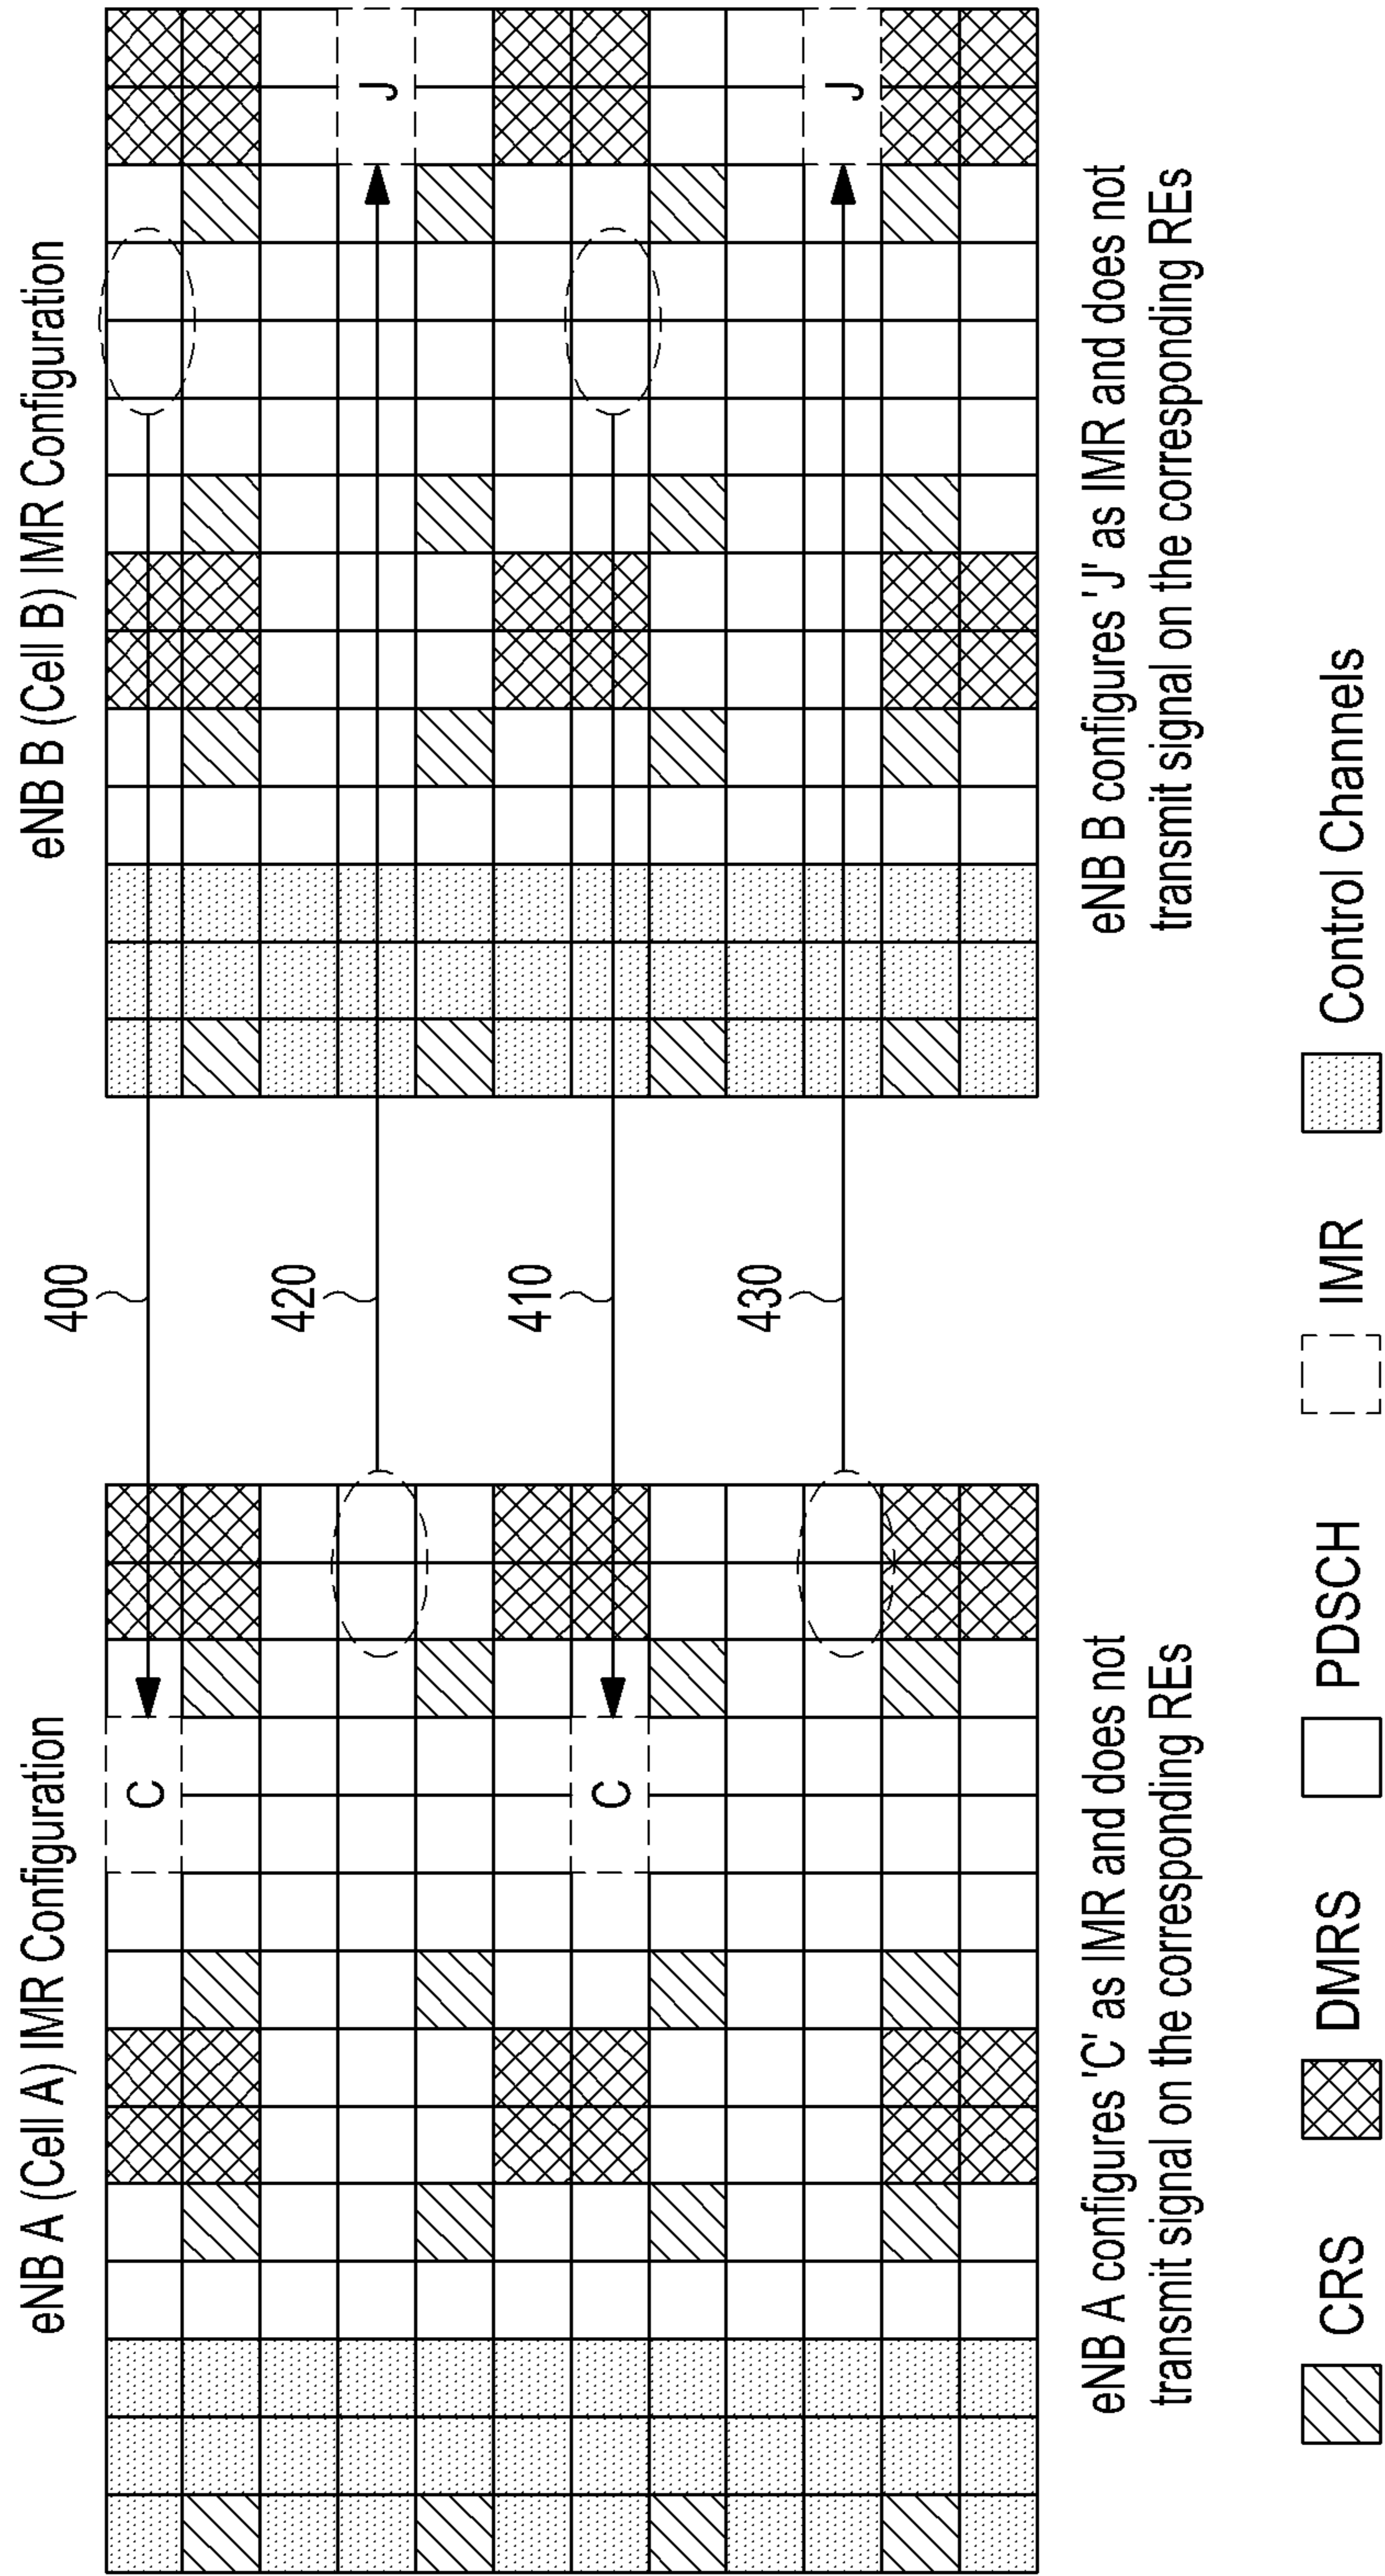 eNB A (Cell A) IMR Configuration
eNB B (Cell B) IMR Configuration
400
420
410
430
C
C
J
J
eNB A configures 'C' as IMR and does not
transmit signal on the corresponding REs
eNB B configures 'J' as IMR and does not
transmit signal on the corresponding REs
CRS
DMRS
PDSCH
IMR
Control Channels